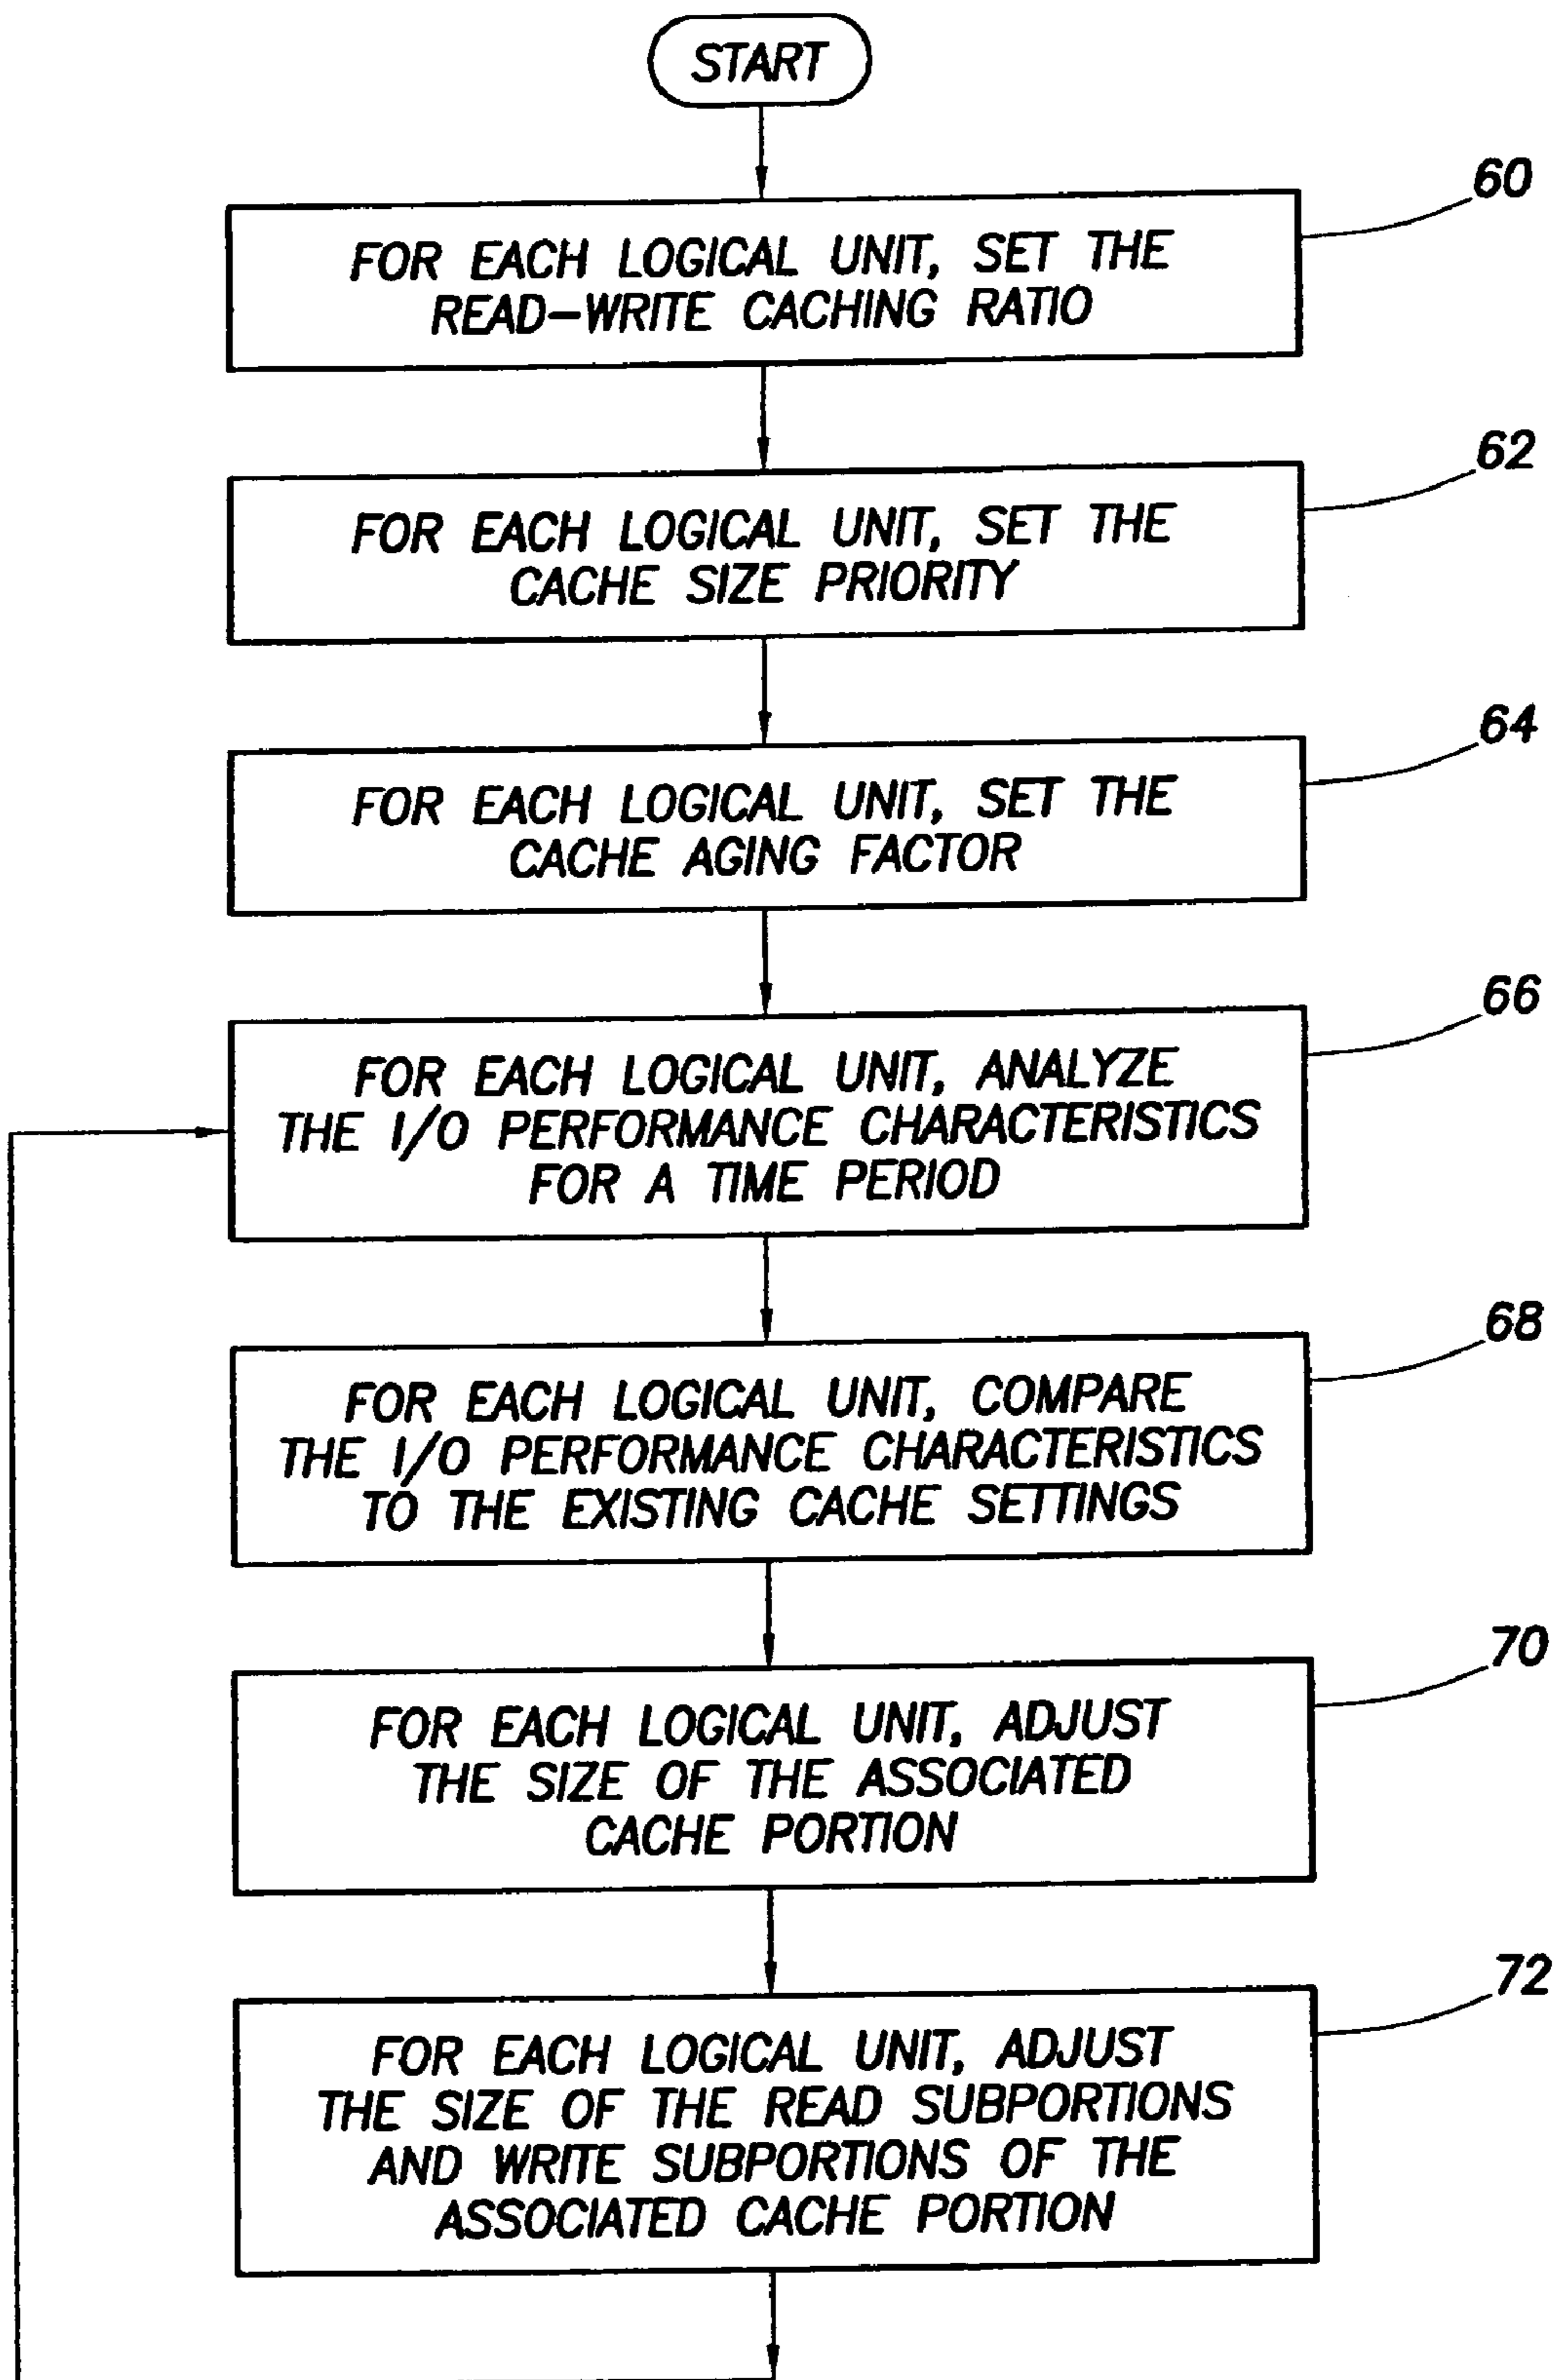 START
60
FOR EACH LOGICAL UNIT, SET THE
READ-WRITE CACHING RATIO
62
FOR EACH LOGICAL UNIT, SET THE
CACHE SIZE PRIORITY
64
FOR EACH LOGICAL UNIT, SET THE
CACHE AGING FACTOR
66
FOR EACH LOGICAL UNIT, ANALYZE
THE I/O PERFORMANCE CHARACTERISTICS
FOR A TIME PERIOD
68
FOR EACH LOGICAL UNIT, COMPARE
THE I/O PERFORMANCE CHARACTERISTICS
TO THE EXISTING CACHE SETTINGS
70
FOR EACH LOGICAL UNIT, ADJUST
THE SIZE OF THE ASSOCIATED
CACHE PORTION
72
FOR EACH LOGICAL UNIT, ADJUST
THE SIZE OF THE READ SUBPORTIONS
AND WRITE SUBPORTIONS OF THE
ASSOCIATED CACHE PORTION